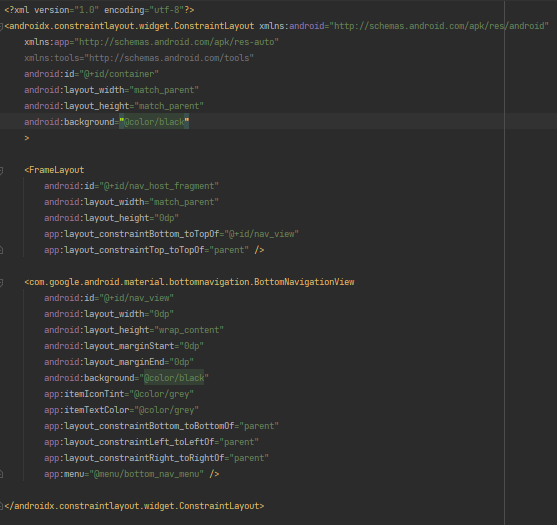 <?xml version="1.0" encoding="utf-8"?>
<androidx.constraintlayout.widget.ConstraintLayout xmlns:android="http://schemas.android.com/apk/res/android"
    xmlns:app="http://schemas.android.com/apk/res-auto"
    xmlns:tools="http://schemas.android.com/tools"
    android:id="@+id/container"
    android:layout_width="match_parent"
    android:layout_height="match_parent"
    android:background="@color/black"
    >
    <FrameLayout
        android:id="@+id/nav_host_fragment"
        android:layout_width="match_parent"
        android:layout_height="0dp"
        app:layout_constraintBottom_toTopOf="@+id/nav_view"
        app:layout_constraintTop_toTopOf="parent" />
    <com.google.android.material.bottomnavigation.BottomNavigationView
        android:id="@+id/nav_view"
        android:layout_width="0dp"
        android:layout_height="wrap_content"
        android:layout_marginStart="0dp"
        android:layout_marginEnd="0dp"
        android:background="@color/black"
        app:itemIconTint="@color/grey"
        app:itemTextColor="@color/grey"
        app:layout_constraintBottom_toBottomOf="parent"
        app:layout_constraintLeft_toLeftOf="parent"
        app:layout_constraintRight_toRightOf="parent"
        app:menu="@menu/bottom_nav_menu" />
</androidx.constraintlayout.widget.ConstraintLayout>